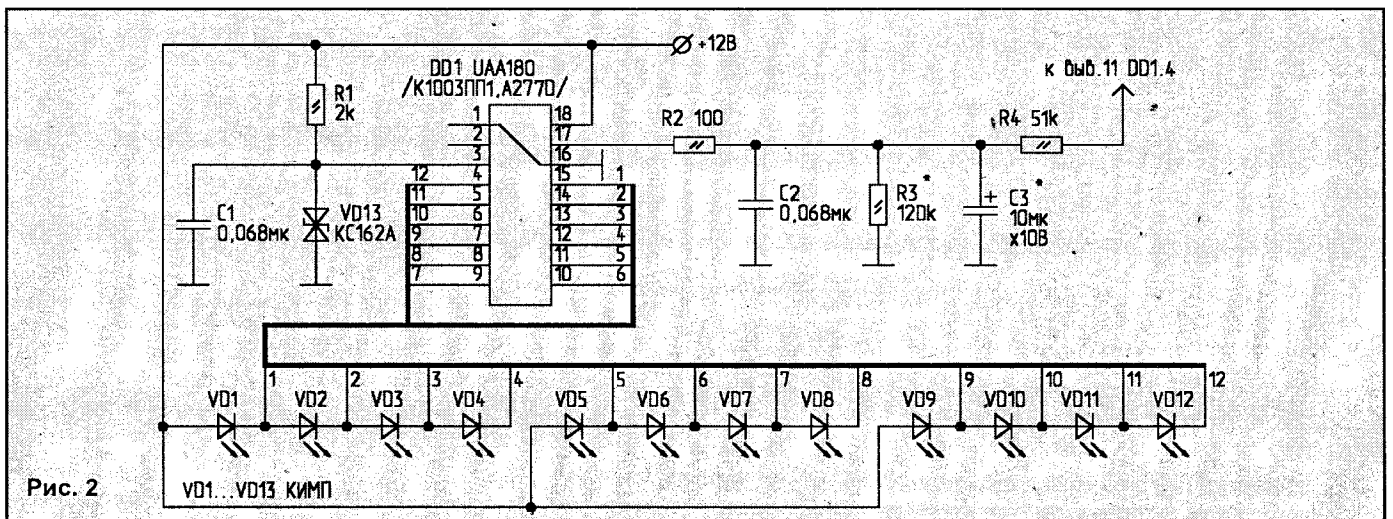 +12В
DD1 UAA180
/К1003ПП1,А277D/
к выв.11 DD1.4
R1
2k
1
2
3
4
5
6
7
8
9
18
17
16
15
14
13
12
11
10
12
11
10
9
8
7
1
2
3
4
5
6
R2 100
R4 51k
*
C1
0,068мк
VD13
КС162А
C2
0,068мк
R3 *
120k
+ C3 *
10мк
х10В
1 2 3 4 5 6 7 8 9 10 11 12
VD1 VD2 VD3 VD4 VD5 VD6 VD7 VD8 VD9 VD10 VD11 VD12
Рис. 2
VD1...VD13 КИМП